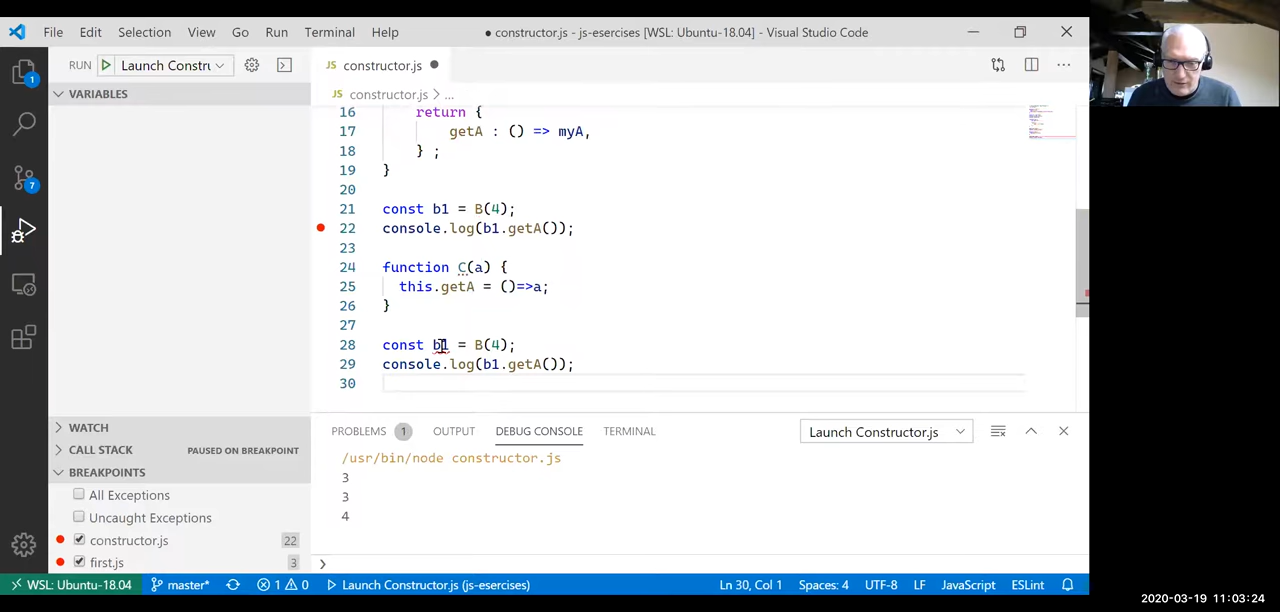 File Edit Selection View Go Run Terminal Help
● constructor.js - js-esercises [WSL: Ubuntu-18.04] - Visual Studio Code
RUN Launch Constru
JS constructor.js ●
VARIABLES
JS constructor.js > ...
16 return {
17 getA : () => myA,
18 } ;
19 }
20
21 const b1 = B(4);
22 console.log(b1.getA());
23
24 function C(a) {
25 this.getA = ()=>a;
26 }
27
28 const b1 = B(4);
29 console.log(b1.getA());
30
1
7
WATCH
CALL STACK PAUSED ON BREAKPOINT
BREAKPOINTS
All Exceptions
Uncaught Exceptions
constructor.js 22
first.js 3
PROBLEMS 1 OUTPUT DEBUG CONSOLE TERMINAL Launch Constructor.js
/usr/bin/node constructor.js
3
3
4
WSL: Ubuntu-18.04 master* 1 0 Launch Constructor.js (js-esercises) Ln 30, Col 1 Spaces: 4 UTF-8 LF JavaScript ESLint
2020-03-19 11:03:24